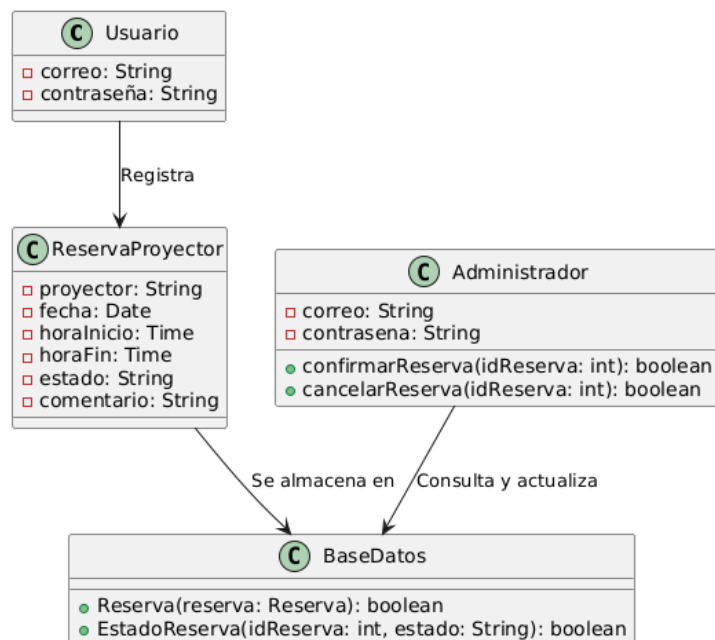 C Usuario
correo: String
contraseña: String
Registra
C ReservaProyector
proyector: String
fecha: Date
horaInicio: Time
horaFin: Time
estado: String
comentario: String
C Administrador
correo: String
contrasena: String
confirmarReserva(idReserva: int): boolean
cancelarReserva(idReserva: int): boolean
Se almacena en
Consulta y actualiza
C BaseDatos
Reserva(reserva: Reserva): boolean
EstadoReserva(idReserva: int, estado: String): boolean